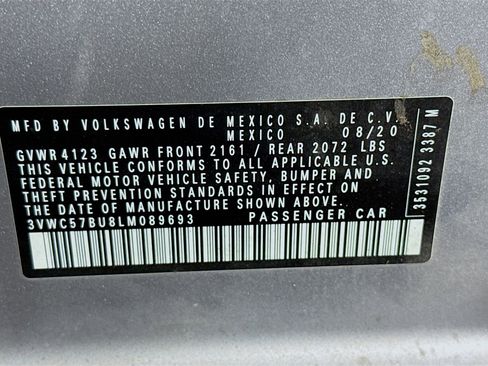 MFD BY VOLKSWAGEN DE MEXICO S.A. DE C.V.
MEXICO 08/20
GVWR 4123 GAWR FRONT 2161 / REAR 2072 LBS
THIS VEHICLE CONFORMS TO ALL APPLICABLE U.S.
FEDERAL MOTOR VEHICLE SAFETY, BUMPER AND
THEFT PREVENTION STANDARDS IN EFFECT ON
THE DATE OF MANUFACTURE SHOWN ABOVE.
3VWC57BU8LM089693 PASSENGER CAR
3531092 3387 M